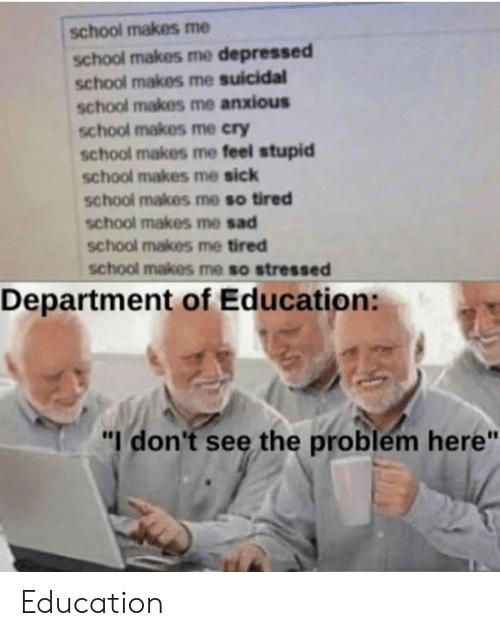 school makes me
school makes me depressed
school makes me suicidal
school makes me anxious
school makes me cry
school makes me feel stupid
school makes me sick
school makes me so tired
school makes me sad
school makes me tired
school makes me so stressed
Department of Education:
"I don't see the problem here"
Education